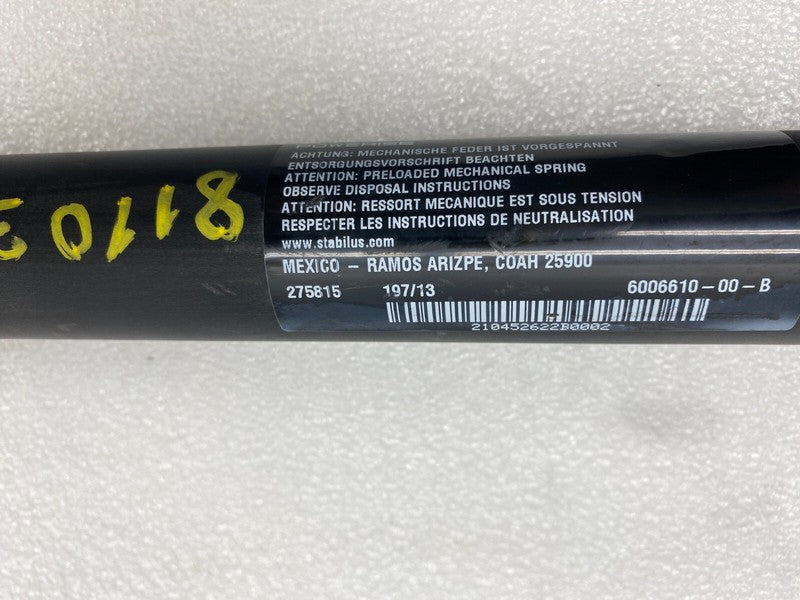 POWERISE
ACHTUNG: MECHANISCHE FEDER IST VORGESPANNT
ENTSORGUNGSVORSCHRIFT BEACHTEN
ATTENTION: PRELOADED MECHANICAL SPRING
OBSERVE DISPOSAL INSTRUCTIONS
ATTENTION: RESSORT MECANIQUE EST SOUS TENSION
RESPECTER LES INSTRUCTIONS DE NEUTRALISATION
www.stabilus.com
MEXICO – RAMOS ARIZPE, COAH 25900
275815 197/13 6006610-00-B
210452622B0002